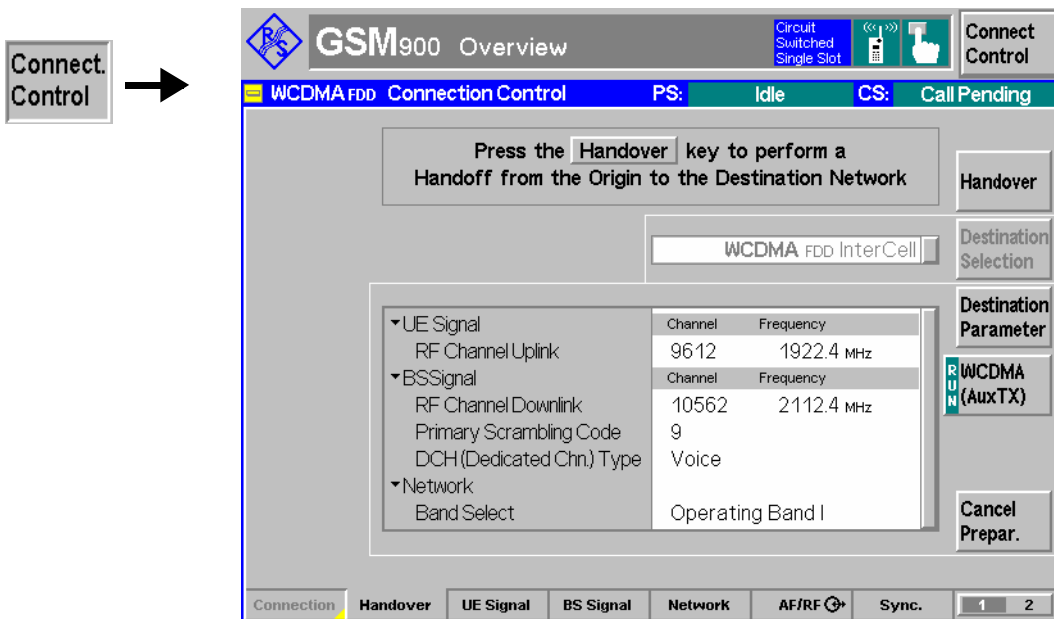 Connect.
Control
R S
GSM900 Overview
Circuit
Switched
Single Slot
Connect
Control
WCDMA FDD Connection Control PS: Idle CS: Call Pending
Press the Handover key to perform a
Handoff from the Origin to the Destination Network
Handover
WCDMA FDD InterCell
Destination
Selection
Destination
Parameter
UE Signal Channel Frequency
RF Channel Uplink 9612 1922.4 MHz
BSSignal Channel Frequency
RF Channel Downlink 10562 2112.4 MHz
Primary Scrambling Code 9
DCH (Dedicated Chn.) Type Voice
Network
Band Select Operating Band I
RUN
WCDMA
(AuxTX)
Cancel
Prepar.
Connection Handover UE Signal BS Signal Network AF/RF Sync. 1 2